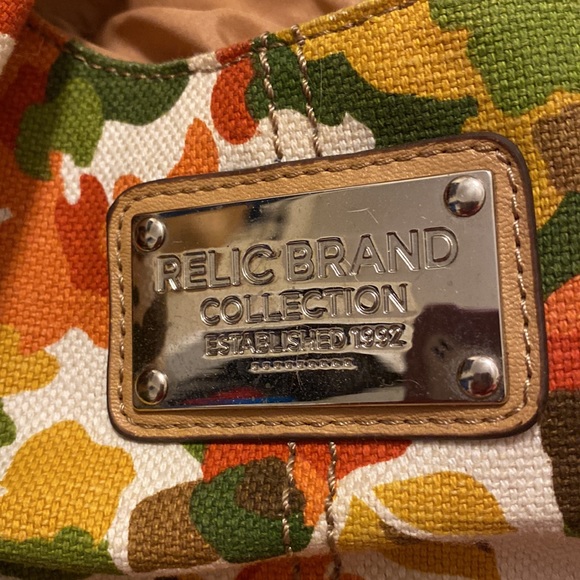 RELIC BRAND
COLLECTION
ESTABLISHED 1992